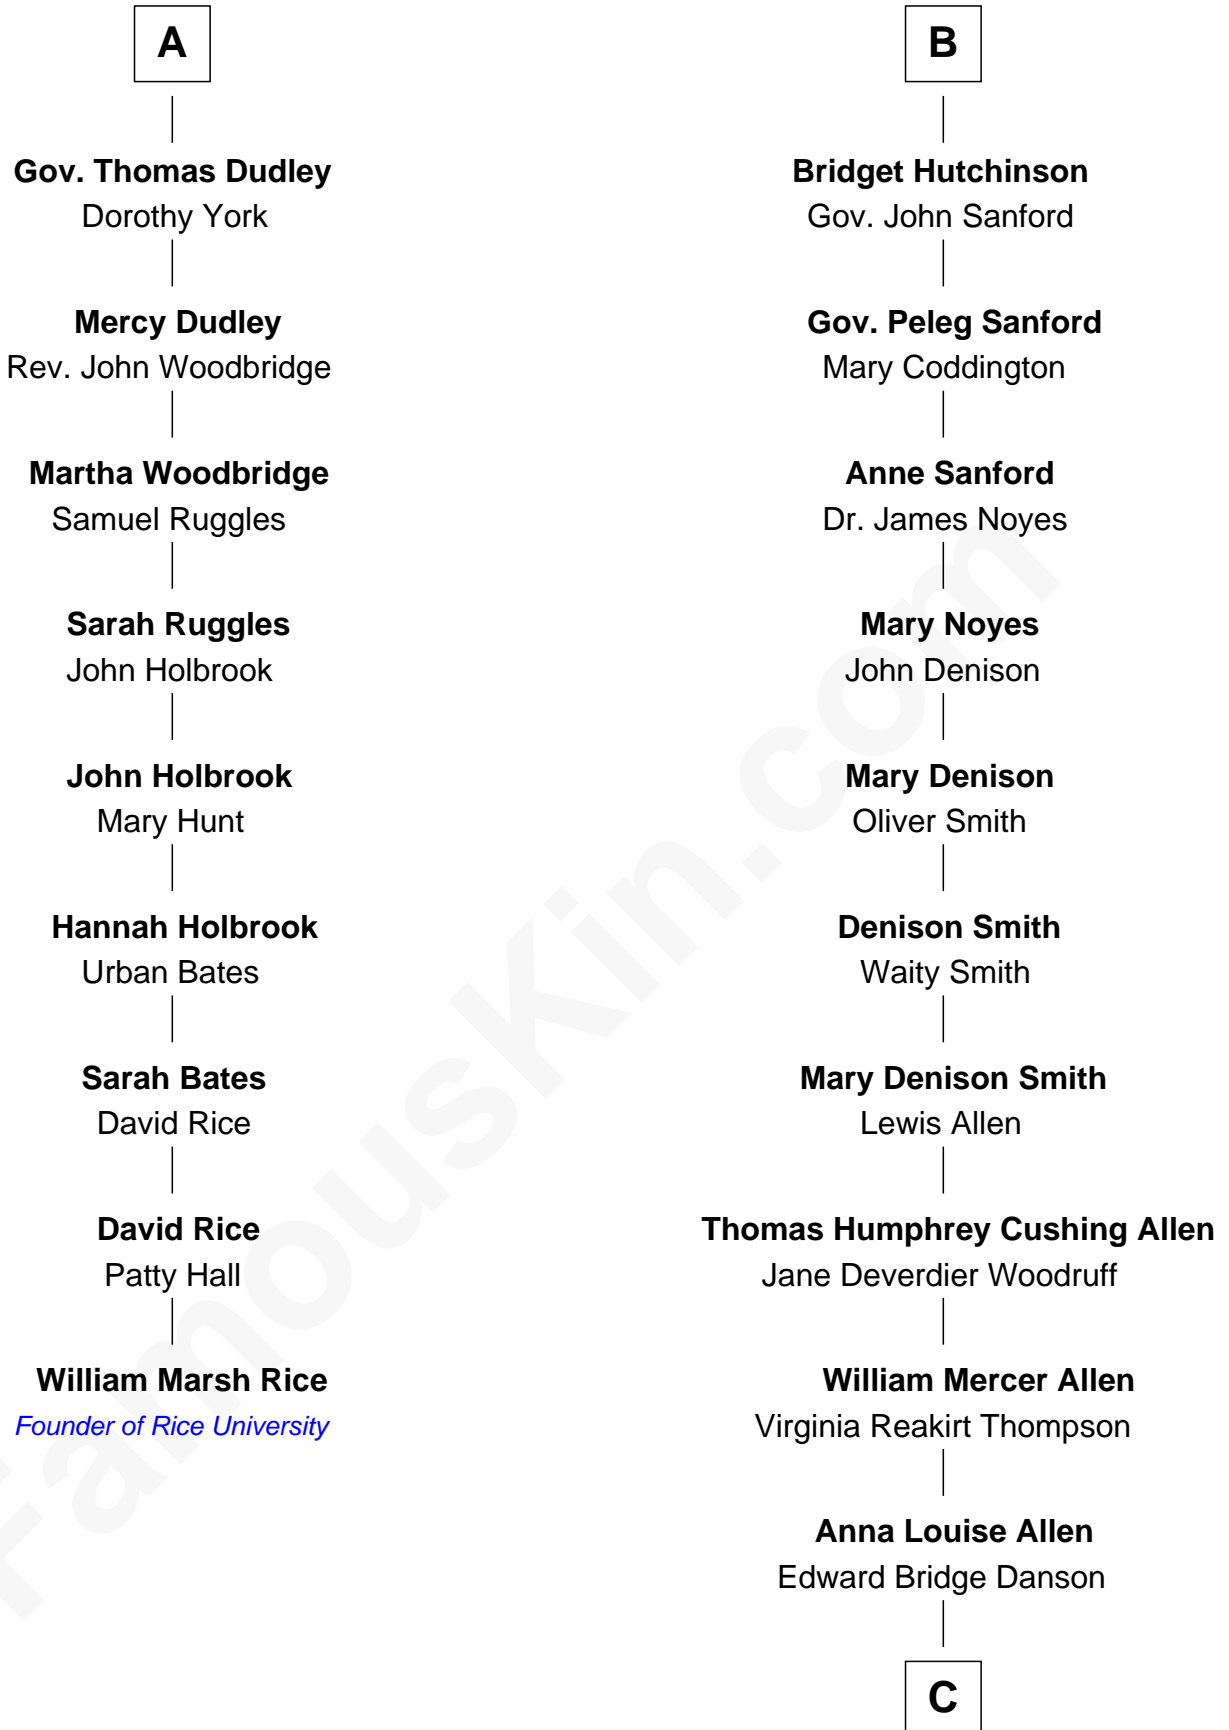 A
Gov. Thomas Dudley
Dorothy York
Mercy Dudley
Rev. John Woodbridge
Martha Woodbridge
Samuel Ruggles
Sarah Ruggles
John Holbrook
John Holbrook
Mary Hunt
Hannah Holbrook
Urban Bates
Sarah Bates
David Rice
David Rice
Patty Hall
William Marsh Rice
Founder of Rice University
B
Bridget Hutchinson
Gov. John Sanford
Gov. Peleg Sanford
Mary Coddington
Anne Sanford
Dr. James Noyes
Mary Noyes
John Denison
Mary Denison
Oliver Smith
Denison Smith
Waity Smith
Mary Denison Smith
Lewis Allen
Thomas Humphrey Cushing Allen
Jane Deverdier Woodruff
William Mercer Allen
Virginia Reakirt Thompson
Anna Louise Allen
Edward Bridge Danson
C
FamousKin.com